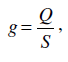 g = Q/S,